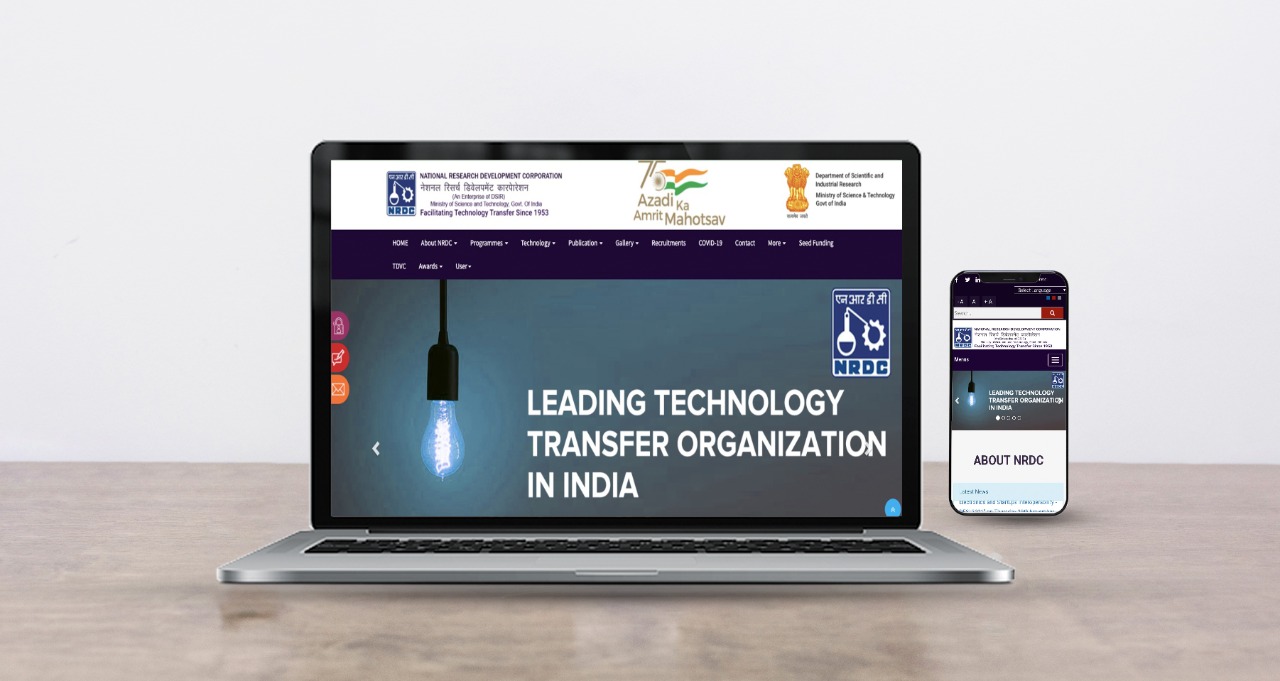 NATIONAL RESEARCH DEVELOPMENT CORPORATION
नेशनल रिसर्च डिवेलपमेंट कारपोरेशन
(An Enterprise of DSIR)
Ministry of Science and Technology, Govt. Of India
Facilitating Technology Transfer Since 1953
एन आर डी सी
NRDC
75
Azadi
Ka
Amrit Mahotsav
सत्यमेव जयते
Department of Scientific and
Industrial Research
Ministry of Science & Technology
Govt of India
HOME About NRDC Programmes Technology Publication Gallery Recruitments COVID-19 Contact More Seed Funding
TDVC Awards User
एन आर डी सी
NRDC
LEADING TECHNOLOGY
TRANSFER ORGANIZATION
IN INDIA
Select Language
-A A +A
Search
NATIONAL RESEARCH DEVELOPMENT CORPORATION
Facilitating Technology Transfer Since 1953
NRDC
Menus
LEADING TECHNOLOGY
TRANSFER ORGANIZATION
IN INDIA
ABOUT NRDC
Latest News